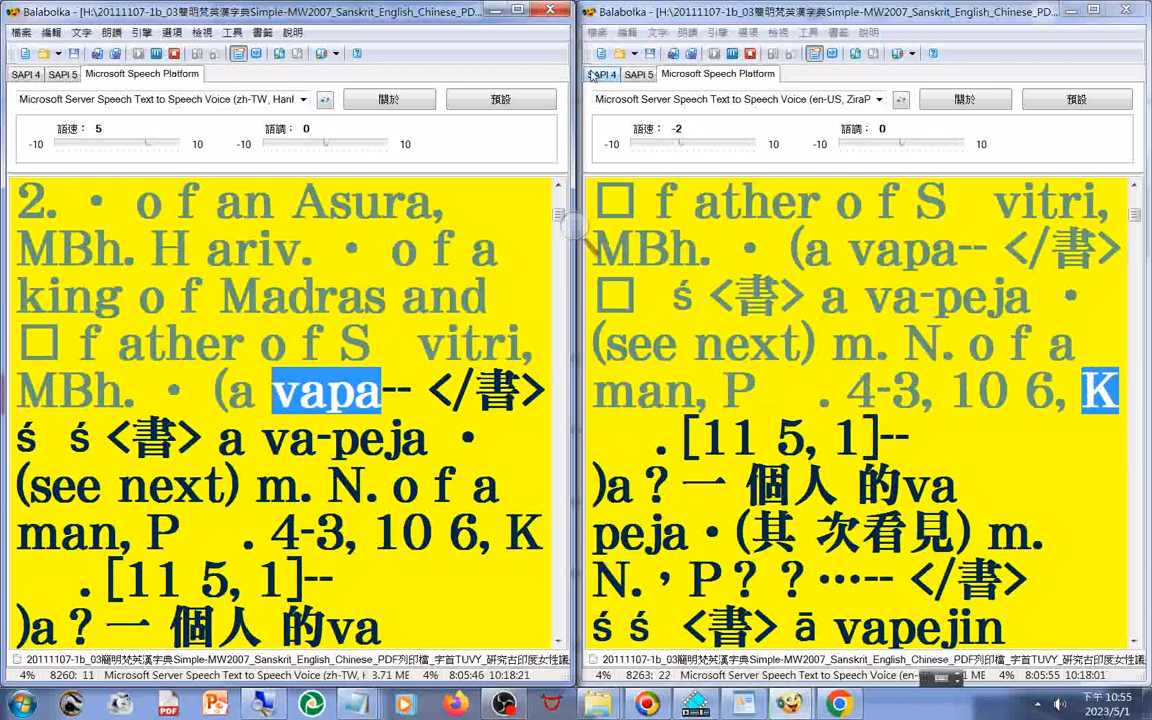 Balabolka - [H:\20111107-1b_03簡明梵英漢字典Simple-MW2007_Sanskrit_English_Chinese_PD...
檔案 編輯 文字 朗讀 引擎 選項 檢視 工具 書籤 說明
SAPI 4 SAPI 5 Microsoft Speech Platform
Microsoft Server Speech Text to Speech Voice (zh-TW, Hanl
關於 預設
語速: 5 語調: 0
-10 10 -10 10
2. • o f an Asura,
MBh. H ariv. • o f a
king o f Madras and
□ f ather o f S vitri,
MBh. • (a vapa-- </書>
ś ś <書> a va-peja •
(see next) m. N. o f a
man, P . 4-3, 10 6, K
. [11 5, 1]--
)a？一 個人 的va
20111107-1b_03簡明梵英漢字典Simple-MW2007_Sanskrit_English_Chinese_PDF列印檔_字首TUVY_研究古印度女性議
4% 8260: 11 Microsoft Server Speech Text to Speech Voice (zh-TW, H 3.71 ME 4% 8:05:46 10:18:21
Balabolka - [H:\20111107-1b_03簡明梵英漢字典Simple-MW2007_Sanskrit_English_Chinese_PD...
檔案 編輯 文字 朗讀 引擎 選項 檢視 工具 書籤 說明
SAPI 4 SAPI 5 Microsoft Speech Platform
Microsoft Server Speech Text to Speech Voice (en-US, ZiraP
關於 預設
語速: -2 語調: 0
-10 10 -10 10
□ f ather o f S vitri,
MBh. • (a vapa-- </書>
□ ś <書> a va-peja •
(see next) m. N. o f a
man, P . 4-3, 10 6, K
. [11 5, 1]--
)a？一 個人 的va
peja•(其 次看見) m.
N.，P？？…-- </書>
ś ś <書> ā vapejin
20111107-1b_03簡明梵英漢字典Simple-MW2007_Sanskrit_English_Chinese_PDF列印檔_字首TUVY_研究古印度女性議
4% 8263: 22 Microsoft Server Speech Text to Speech Voice (en-U 4% 8:05:55 10:18:01
下午 10:55
2023/5/1